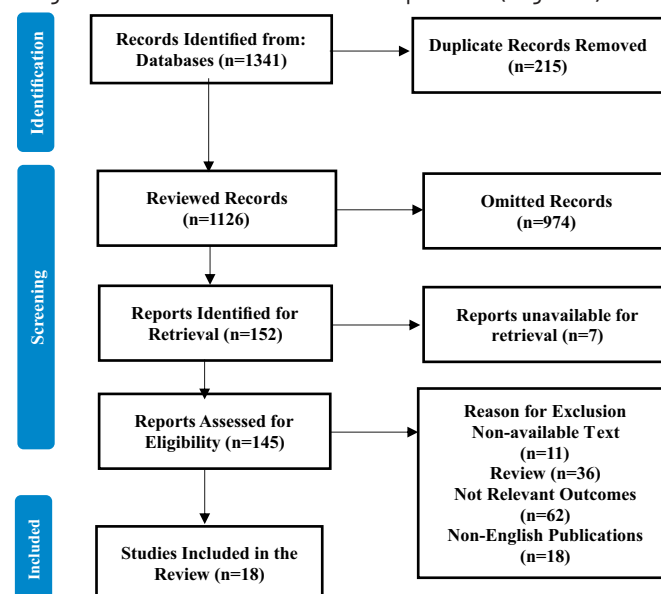 Identification
Records Identified from:
Databases (n=1341)
Duplicate Records Removed
(n=215)
Screening
Reviewed Records
(n=1126)
Omitted Records
(n=974)
Reports Identified for
Retrieval (n=152)
Reports unavailable for
retrieval (n=7)
Reports Assessed for
Eligibility (n=145)
Reason for Exclusion
Non-available Text
(n=11)
Review (n=36)
Not Relevant Outcomes
(n=62)
Non-English Publications
(n=18)
Included
Studies Included in the
Review (n=18)